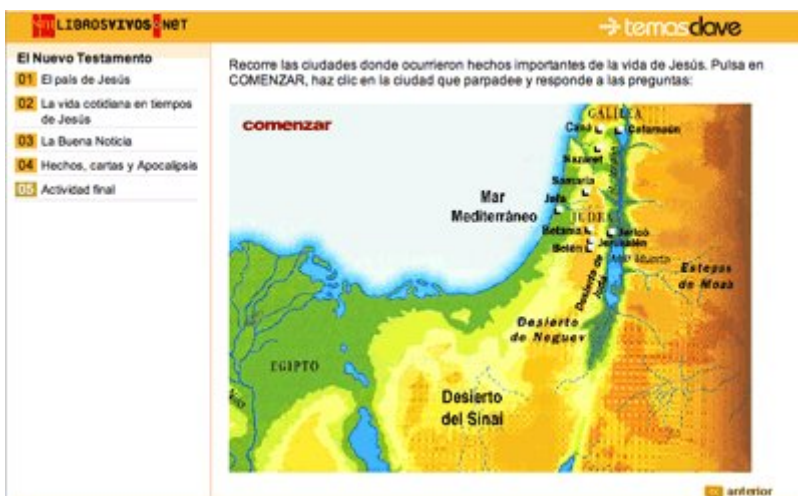 sm LIBROSVIVOS.NET
temasclave
El Nuevo Testamento
01 El país de Jesús
02 La vida cotidiana en tiempos
de Jesús
03 La Buena Noticia
04 Hechos, cartas y Apocalipsis
05 Actividad final
Recorre las ciudades donde ocurrieron hechos importantes de la vida de Jesús. Pulsa en
COMENZAR, haz clic en la ciudad que parpadee y responde a las preguntas:
comenzar
GALILEA
Caná
Cafarnaún
Nazaret
Samaria
Mar
Mediterráneo
Jafa
JUDEA
Betania
Jericó
Jerusalén
Belén
Mar Muerto
Desierto de
Judá
Estepas
de Moab
Desierto
de Neguev
EGIPTO
Desierto
del Sinaí
anterior